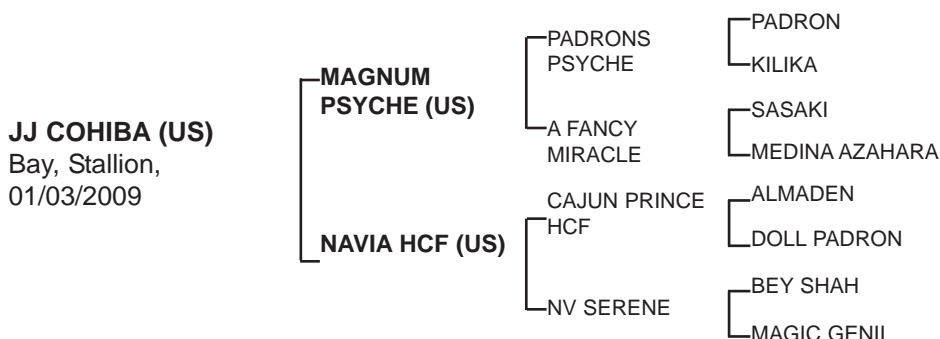 JJ COHIBA (US)
Bay, Stallion,
01/03/2009
MAGNUM
PSYCHE (US)
NAVIA HCF (US)
PADRONS
PSYCHE
A FANCY
MIRACLE
CAJUN PRINCE
HCF
NV SERENE
PADRON
KILIKA
SASAKI
MEDINA AZAHARA
ALMADEN
DOLL PADRON
BEY SHAH
MAGIC